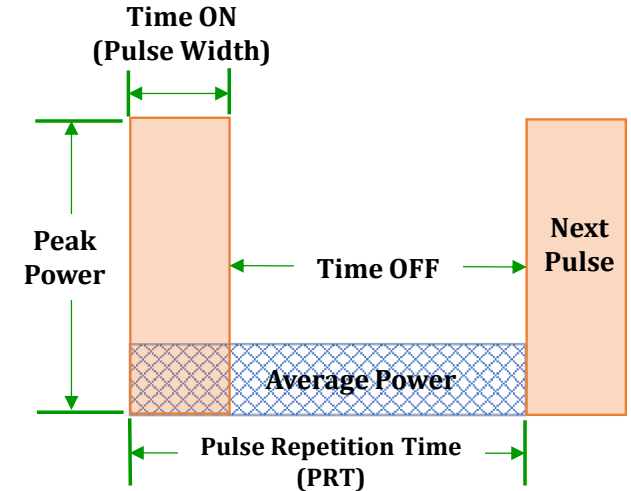 Time ON
(Pulse Width)
Peak
Power
Time OFF
Next
Pulse
Average Power
Pulse Repetition Time
(PRT)